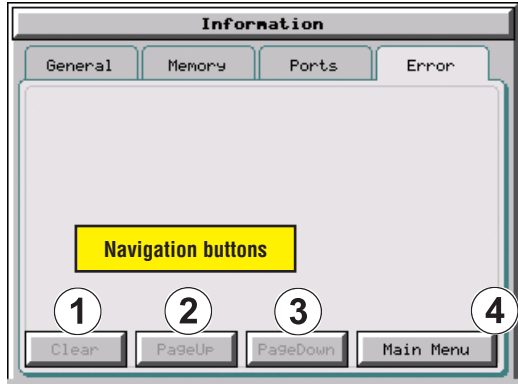 Information
General Memory Ports Error
Navigation buttons
1 2 3 4
Clear PageUp PageDown Main Menu